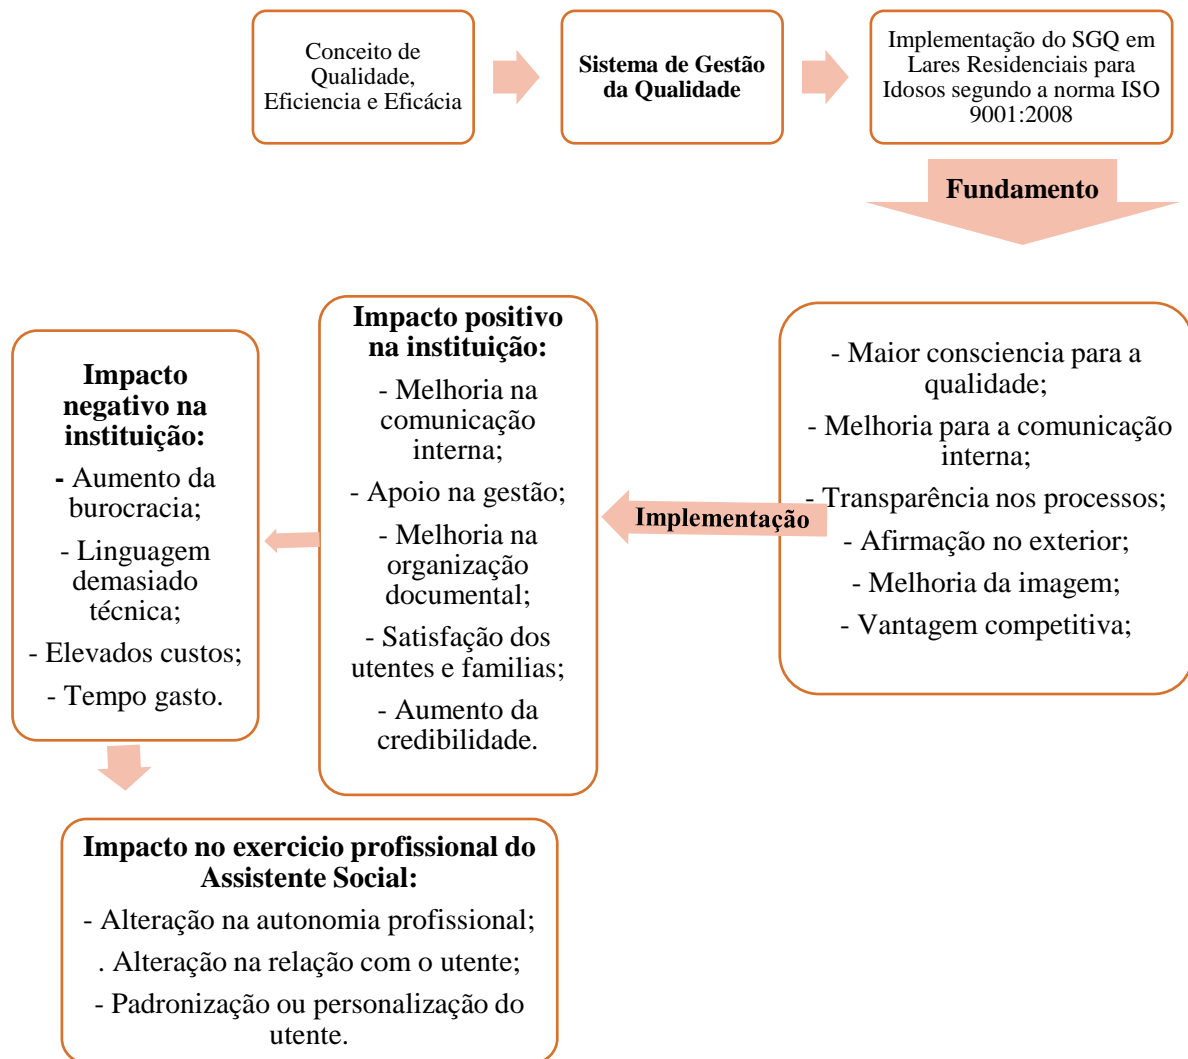 Conceito de
Qualidade,
Eficiencia e Eficácia
Sistema de Gestão
da Qualidade
Implementação do SGQ em
Lares Residenciais para
Idosos segundo a norma ISO
9001:2008
Fundamento
- Maior consciencia para a
qualidade;
- Melhoria para a comunicação
interna;
- Transparência nos processos;
- Afirmação no exterior;
- Melhoria da imagem;
- Vantagem competitiva;
Implementação
Impacto positivo
na instituição:
- Melhoria na
comunicação
interna;
- Apoio na gestão;
- Melhoria na
organização
documental;
- Satisfação dos
utentes e familias;
- Aumento da
credibilidade.
Impacto
negativo na
instituição:
- Aumento da
burocracia;
- Linguagem
demasiado
técnica;
- Elevados custos;
- Tempo gasto.
Impacto no exercicio profissional do
Assistente Social:
- Alteração na autonomia profissional;
. Alteração na relação com o utente;
- Padronização ou personalização do
utente.